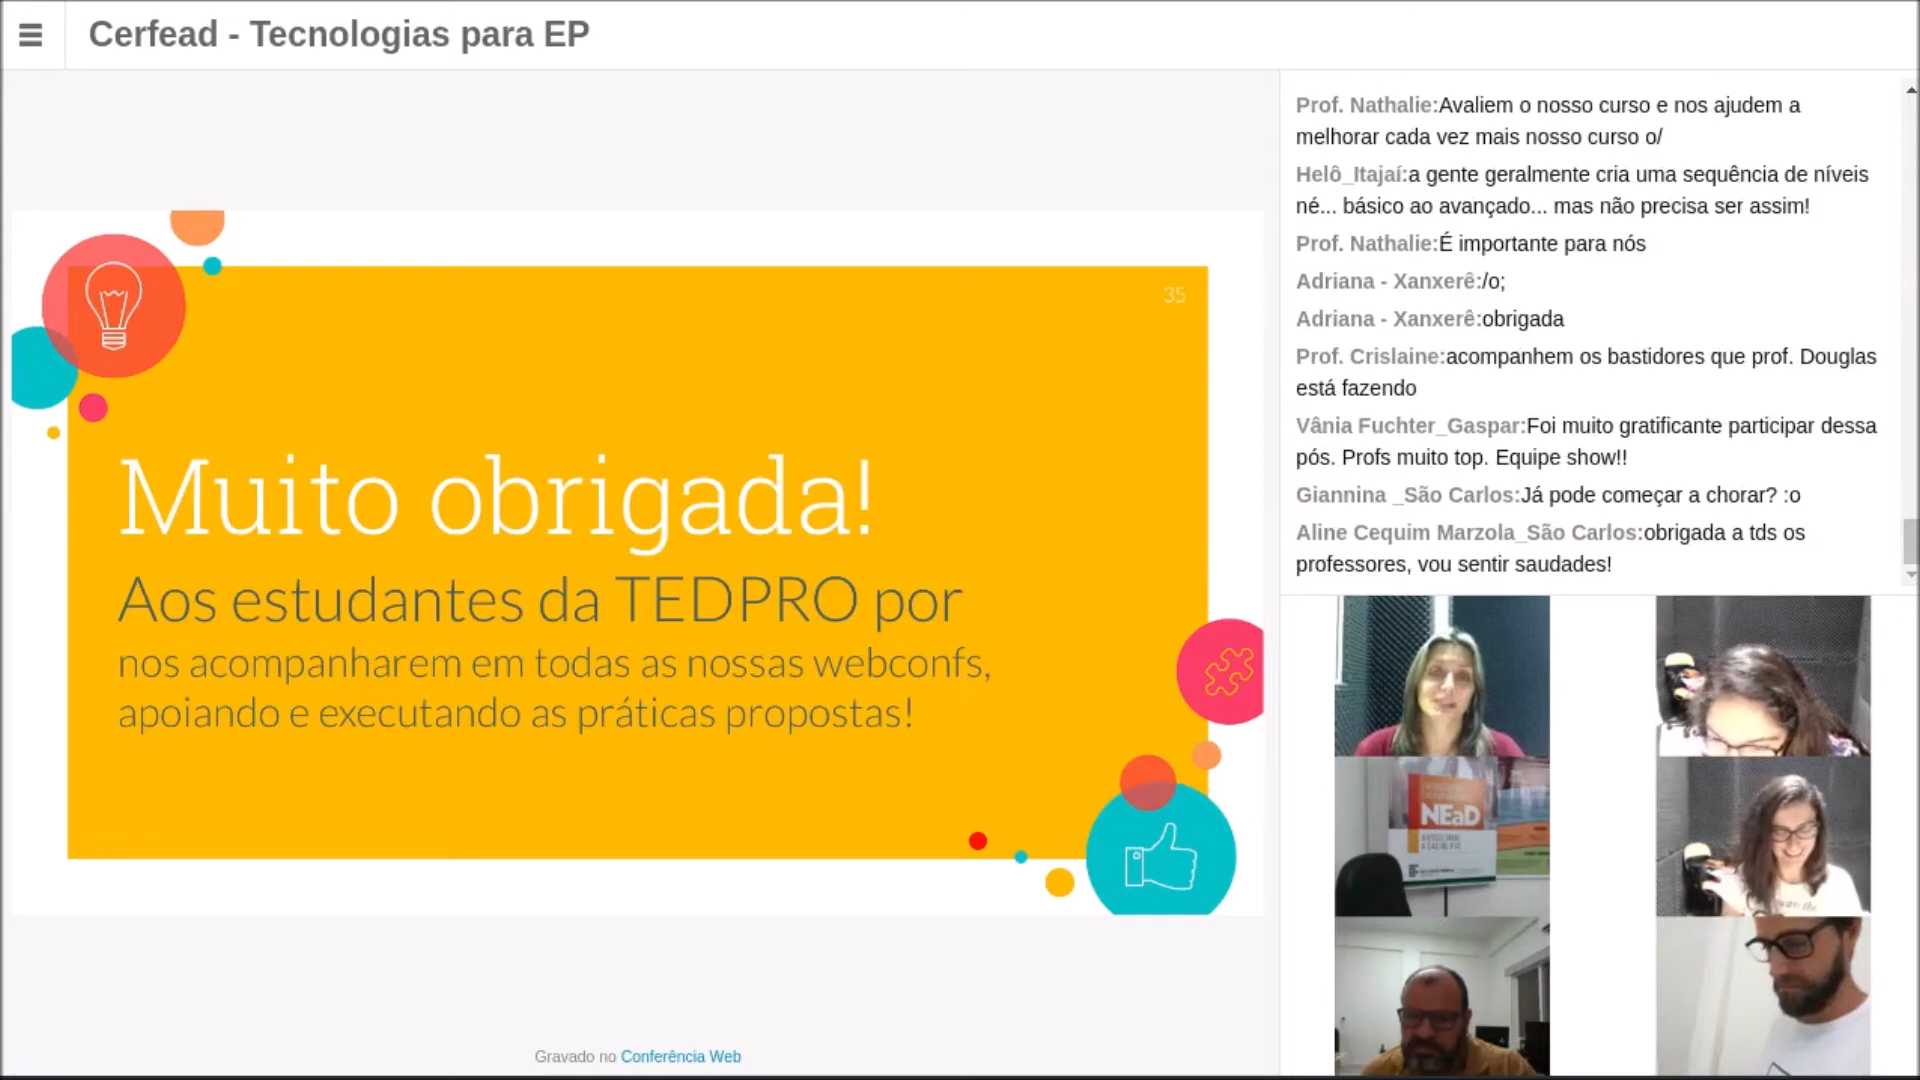 Cerfead - Tecnologias para EP
35
Muito obrigada!
Aos estudantes da TEDPRO por
nos acompanharem em todas as nossas webconfs,
apoiando e executando as práticas propostas!
Gravado no Conferência Web
Prof. Nathalie:Avaliem o nosso curso e nos ajudem a
melhorar cada vez mais nosso curso o/
Helô_Itajaí:a gente geralmente cria uma sequência de níveis
né... básico ao avançado... mas não precisa ser assim!
Prof. Nathalie:É importante para nós
Adriana - Xanxerê:/o;
Adriana - Xanxerê:obrigada
Prof. Crislaine:acompanhem os bastidores que prof. Douglas
está fazendo
Vânia Fuchter_Gaspar:Foi muito gratificante participar dessa
pós. Profs muito top. Equipe show!!
Giannina _São Carlos:Já pode começar a chorar? :o
Aline Cequim Marzola_São Carlos:obrigada a tds os
professores, vou sentir saudades!
NEaD